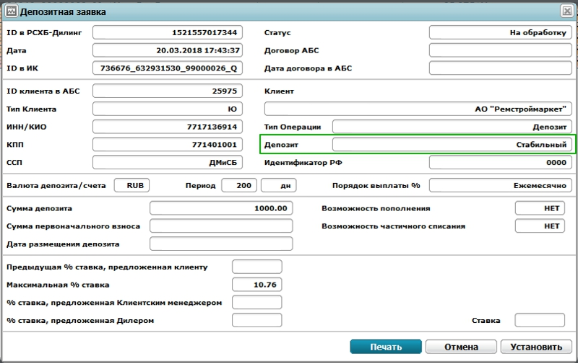 Депозитная заявка
ID в РСХБ-Дилинг 1521557017344 Статус На обработку
Дата 20.03.2018 17:43:37 Договор АБС
ID в ИК 736676_632931530_99000026_Q Дата договора в АБС
ID клиента в АБС 25975 Клиент
Тип Клиента Ю АО "Ремстроймаркет"
ИНН/КИО 7717136914 Тип Операции Депозит
КПП 771401001 Депозит Стабильный
ССП ДМиСБ Идентификатор РФ 0000
Валюта депозита/счета RUB Период 200 дн Порядок выплаты % Ежемесячно
Сумма депозита 1000.00 Возможность пополнения НЕТ
Сумма первоначального взноса Возможность частичного списания НЕТ
Дата размещения депозита
Предыдущая % ставка, предложенная клиенту
Максимальная % ставка 10.76
% ставка, предложенная Клиентским менеджером
% ставка, предложенная Дилером Ставка
Печать Отмена Установить